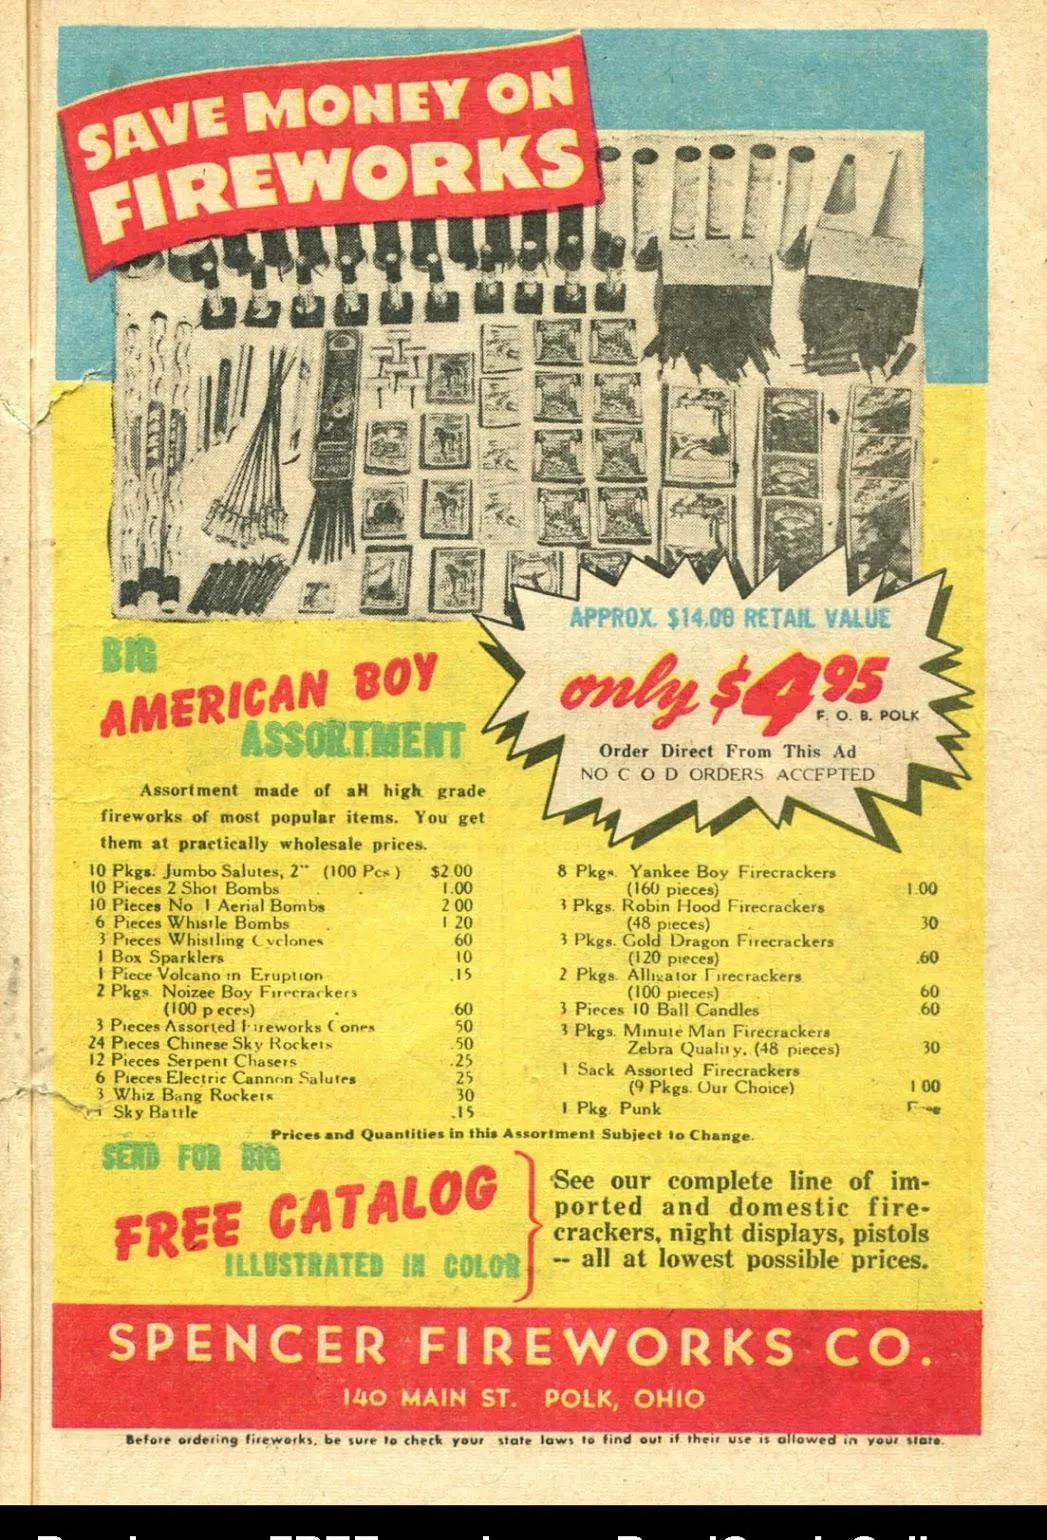 SAVE MONEY ON
FIREWORKS
APPROX. $14.00 RETAIL VALUE
only $4.95
F. O. B. POLK
Order Direct From This Ad
NO C O D ORDERS ACCEPTED
BIG
AMERICAN BOY
ASSORTMENT
Assortment made of all high grade
fireworks of most popular items. You get
them at practically wholesale prices.
10 Pkgs. Jumbo Salutes, 2" (100 Pcs ) $2.00
10 Pieces 2 Shot Bombs 1.00
10 Pieces No 1 Aerial Bombs 2 00
6 Pieces Whistle Bombs 1 20
3 Pieces Whistling Cyclones 60
1 Box Sparklers 10
1 Piece Volcano in Eruption .15
2 Pkgs. Noizee Boy Firecrackers
(100 pieces) .60
3 Pieces Assorted Fireworks Cones 50
24 Pieces Chinese Sky Rockets .50
12 Pieces Serpent Chasers .25
6 Pieces Electric Cannon Salutes 25
3 Whiz Bang Rockets 30
1 Sky Battle .15
8 Pkgs. Yankee Boy Firecrackers
(160 pieces) 1.00
3 Pkgs. Robin Hood Firecrackers
(48 pieces) 30
3 Pkgs. Gold Dragon Firecrackers
(120 pieces) .60
2 Pkgs. Alligator Firecrackers
(100 pieces) 60
3 Pieces 10 Ball Candles .60
3 Pkgs. Minute Man Firecrackers
Zebra Quality. (48 pieces) 30
1 Sack Assorted Firecrackers
(9 Pkgs. Our Choice) 1 00
1 Pkg. Punk Free
Prices and Quantities in this Assortment Subject to Change.
SEND FOR BIG
FREE CATALOG
ILLUSTRATED IN COLOR
See our complete line of im-
ported and domestic fire-
crackers, night displays, pistols
-- all at lowest possible prices.
SPENCER FIREWORKS CO.
140 MAIN ST. POLK, OHIO
Before ordering fireworks, be sure to check your state laws to find out if their use is allowed in your state.